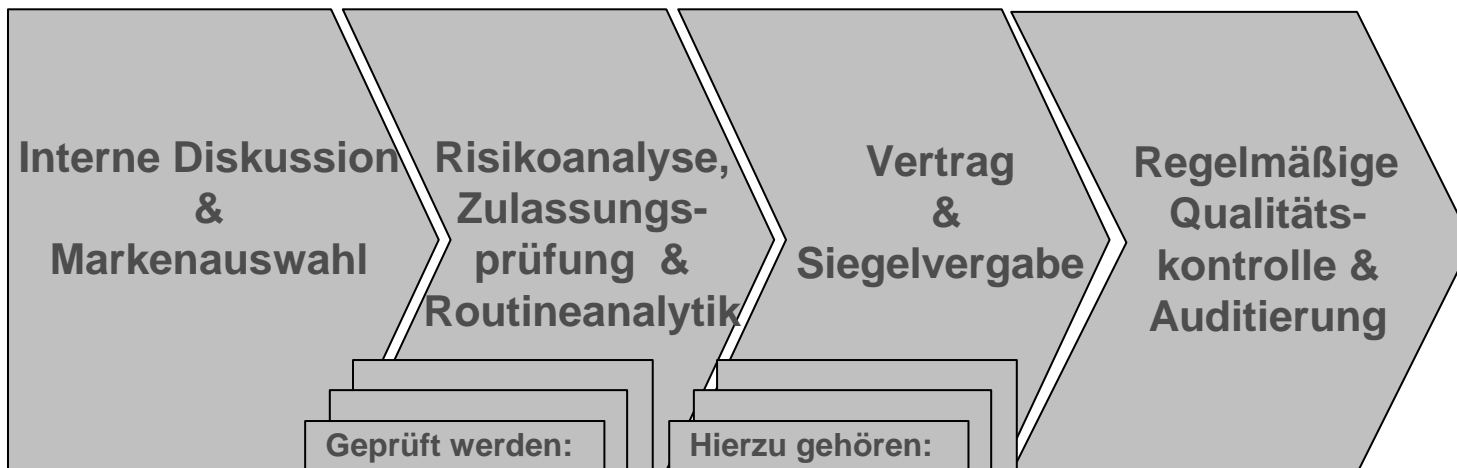 Interne Diskussion
&
Markenauswahl
Risikoanalyse,
Zulassungs-
prüfung &
Routineanalytik
Vertrag
&
Siegelvergabe
Regelmäßige
Qualitäts-
kontrolle &
Auditierung
Geprüft werden:
Hierzu gehören: